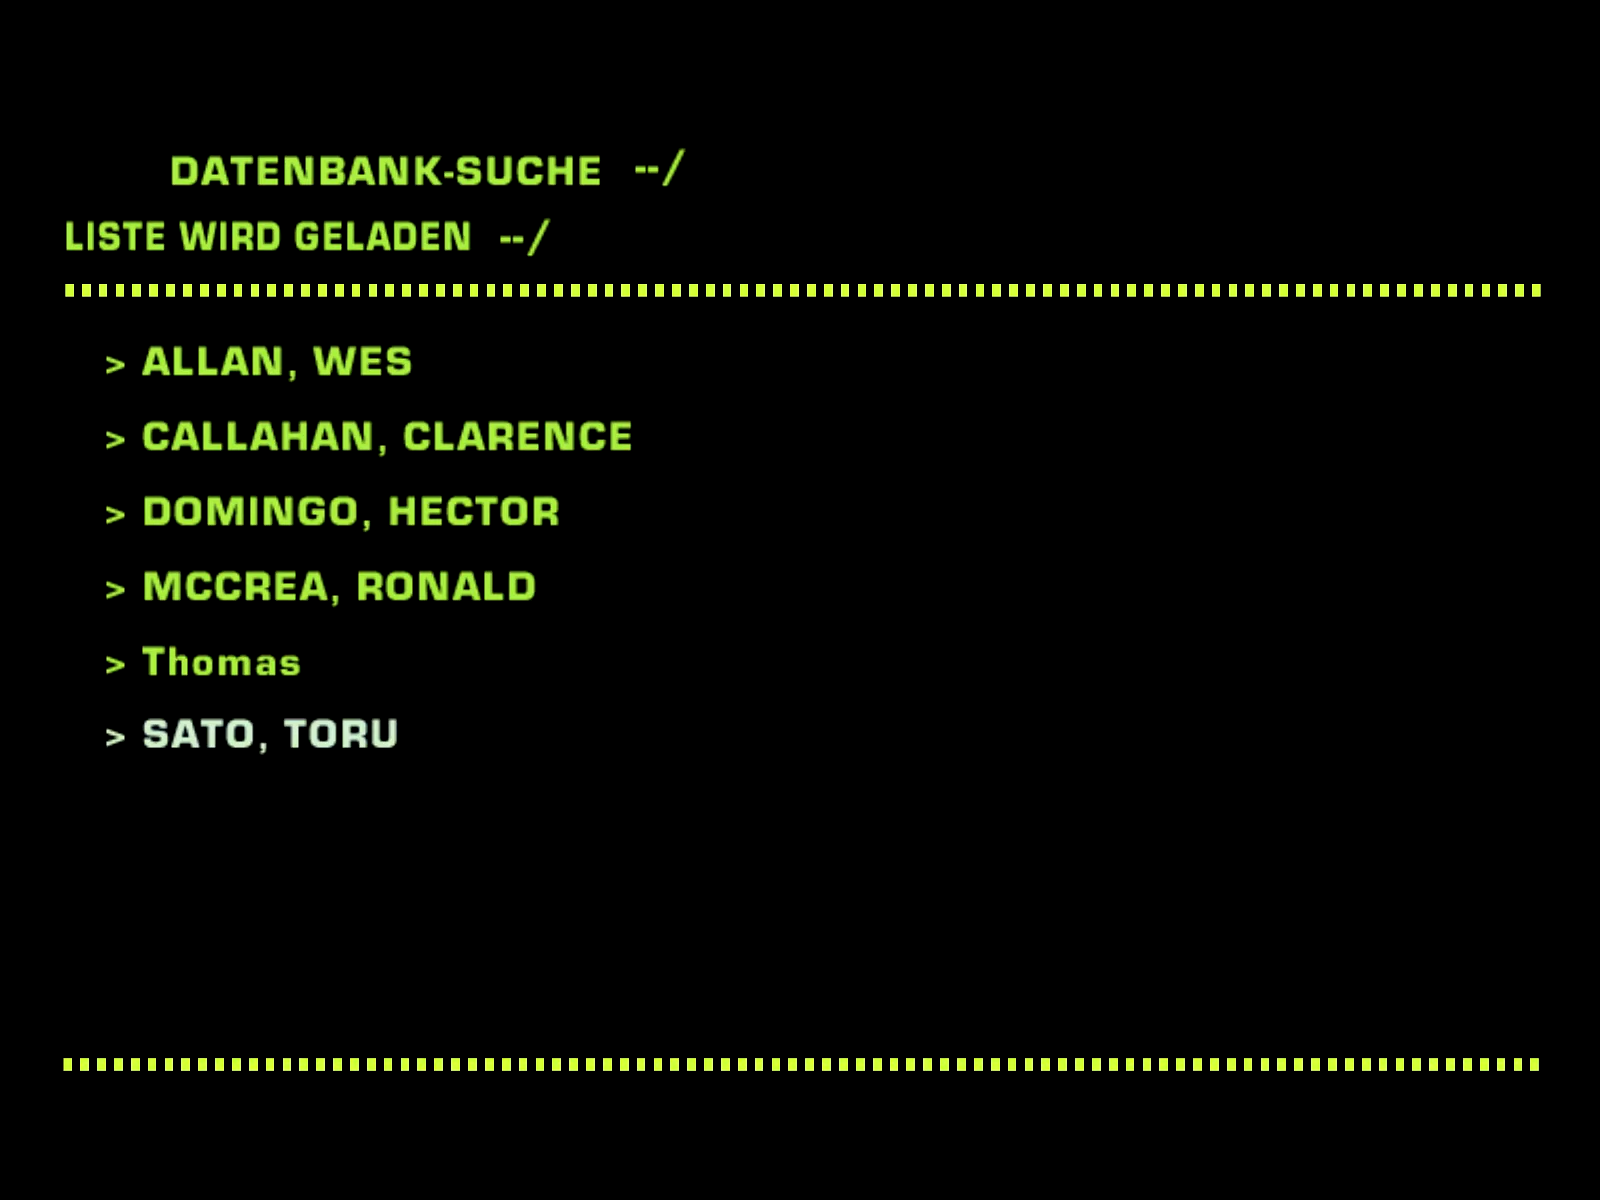 DATENBANK-SUCHE --/
LISTE WIRD GELADEN --/
> ALLAN, WES
> CALLAHAN, CLARENCE
> DOMINGO, HECTOR
> MCCREA, RONALD
> Thomas
> SATO, TORU